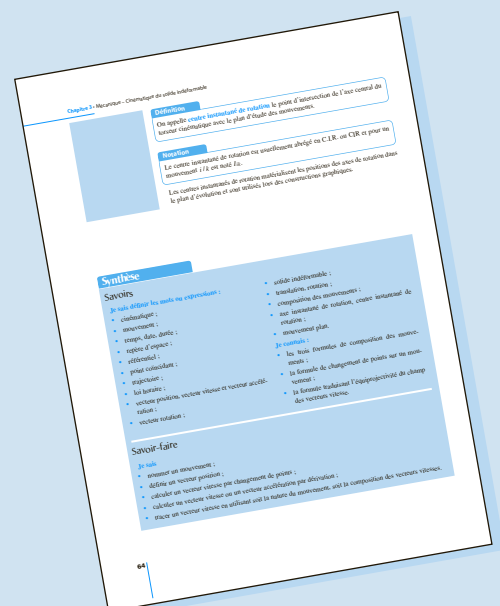 Chapitre 3 • Mécanique – Cinématique du solide indéformable
Définition
On appelle centre instantané de rotation le point d'intersection de l'axe central du
torseur cinématique avec le plan d'étude des mouvements.
Notation
Le centre instantané de rotation est usuellement abrégé en C.I.R. ou CIR et pour un
mouvement i / k est noté Iik.
Les centres instantanés de rotation matérialisent les positions des axes de rotation dans
le plan d'évolution et sont utilisés lors des constructions graphiques.
Synthèse
Savoirs
Je sais définir les mots ou expressions :
• cinématique ;
• mouvement ;
• temps, date, durée ;
• repère d'espace ;
• référentiel ;
• point coïncidant ;
• trajectoire ;
• loi horaire ;
• vecteur position, vecteur vitesse et vecteur accélé-
ration ;
• vecteur rotation ;
• solide indéformable ;
• translation, rotation ;
• composition des mouvements ;
• axe instantané de rotation, centre instantané de
rotation ;
• mouvement plan.
Je connais :
• les trois formules de composition des mouve-
ments ;
• la formule de changement de points sur un mou-
vement ;
• la formule traduisant l'équiprojectivité du champ
des vecteurs vitesse.
Savoir-faire
Je sais
• nommer un mouvement ;
• définir un vecteur position ;
• calculer un vecteur vitesse par changement de points ;
• calculer un vecteur vitesse ou un vecteur accélération par dérivation ;
• tracer un vecteur vitesse en utilisant soit la nature du mouvement, soit la composition des vecteurs vitesses.
64